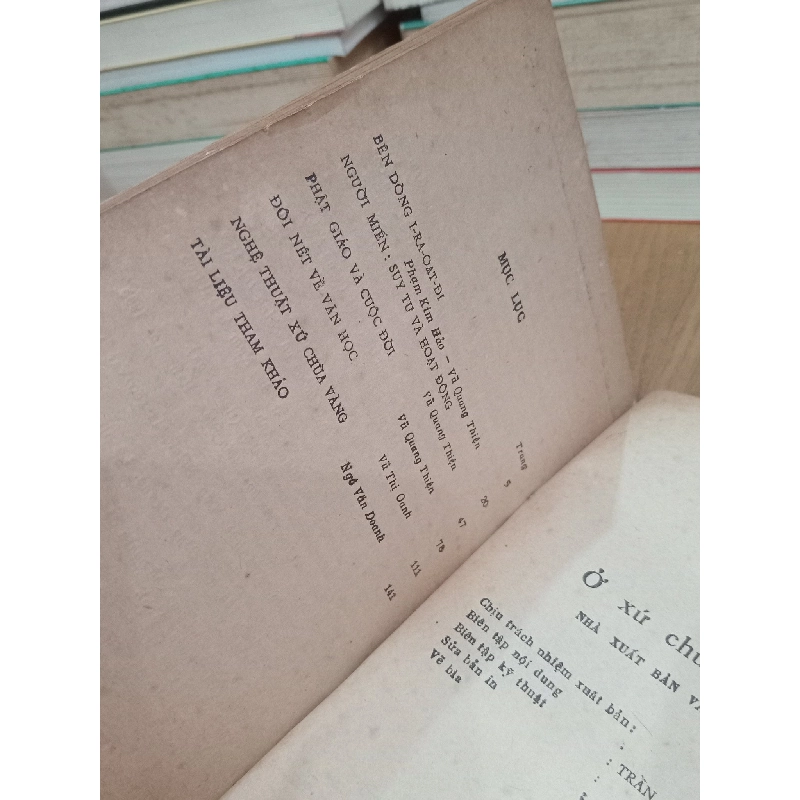 MỤC LỤC
Trang
BÊN DÒNG I-RA-OAT-ĐI
Phạm Kim Hảo — Vũ Quang Thiện 5
NGƯỜI MIẾN : SUY TƯ VÀ HOẠT ĐỘNG
Vũ Quang Thiện 20
PHẬT GIÁO VÀ CUỘC ĐỜI
Vũ Quang Thiện 47
ĐÔI NÉT VỀ VĂN HỌC
Vũ Thị Oanh 78
NGHỆ THUẬT XỨ CHÙA VÀNG
Ngô Văn Doanh 111
TÀI LIỆU THAM KHẢO 141
Ở xứ
NHÀ XUẤT BẢN
Chịu trách nhiệm xuất bản:
Biên tập nội dung :
Biên tập kỹ thuật : TRẦN
Sửa bản in :
Vẽ bìa :